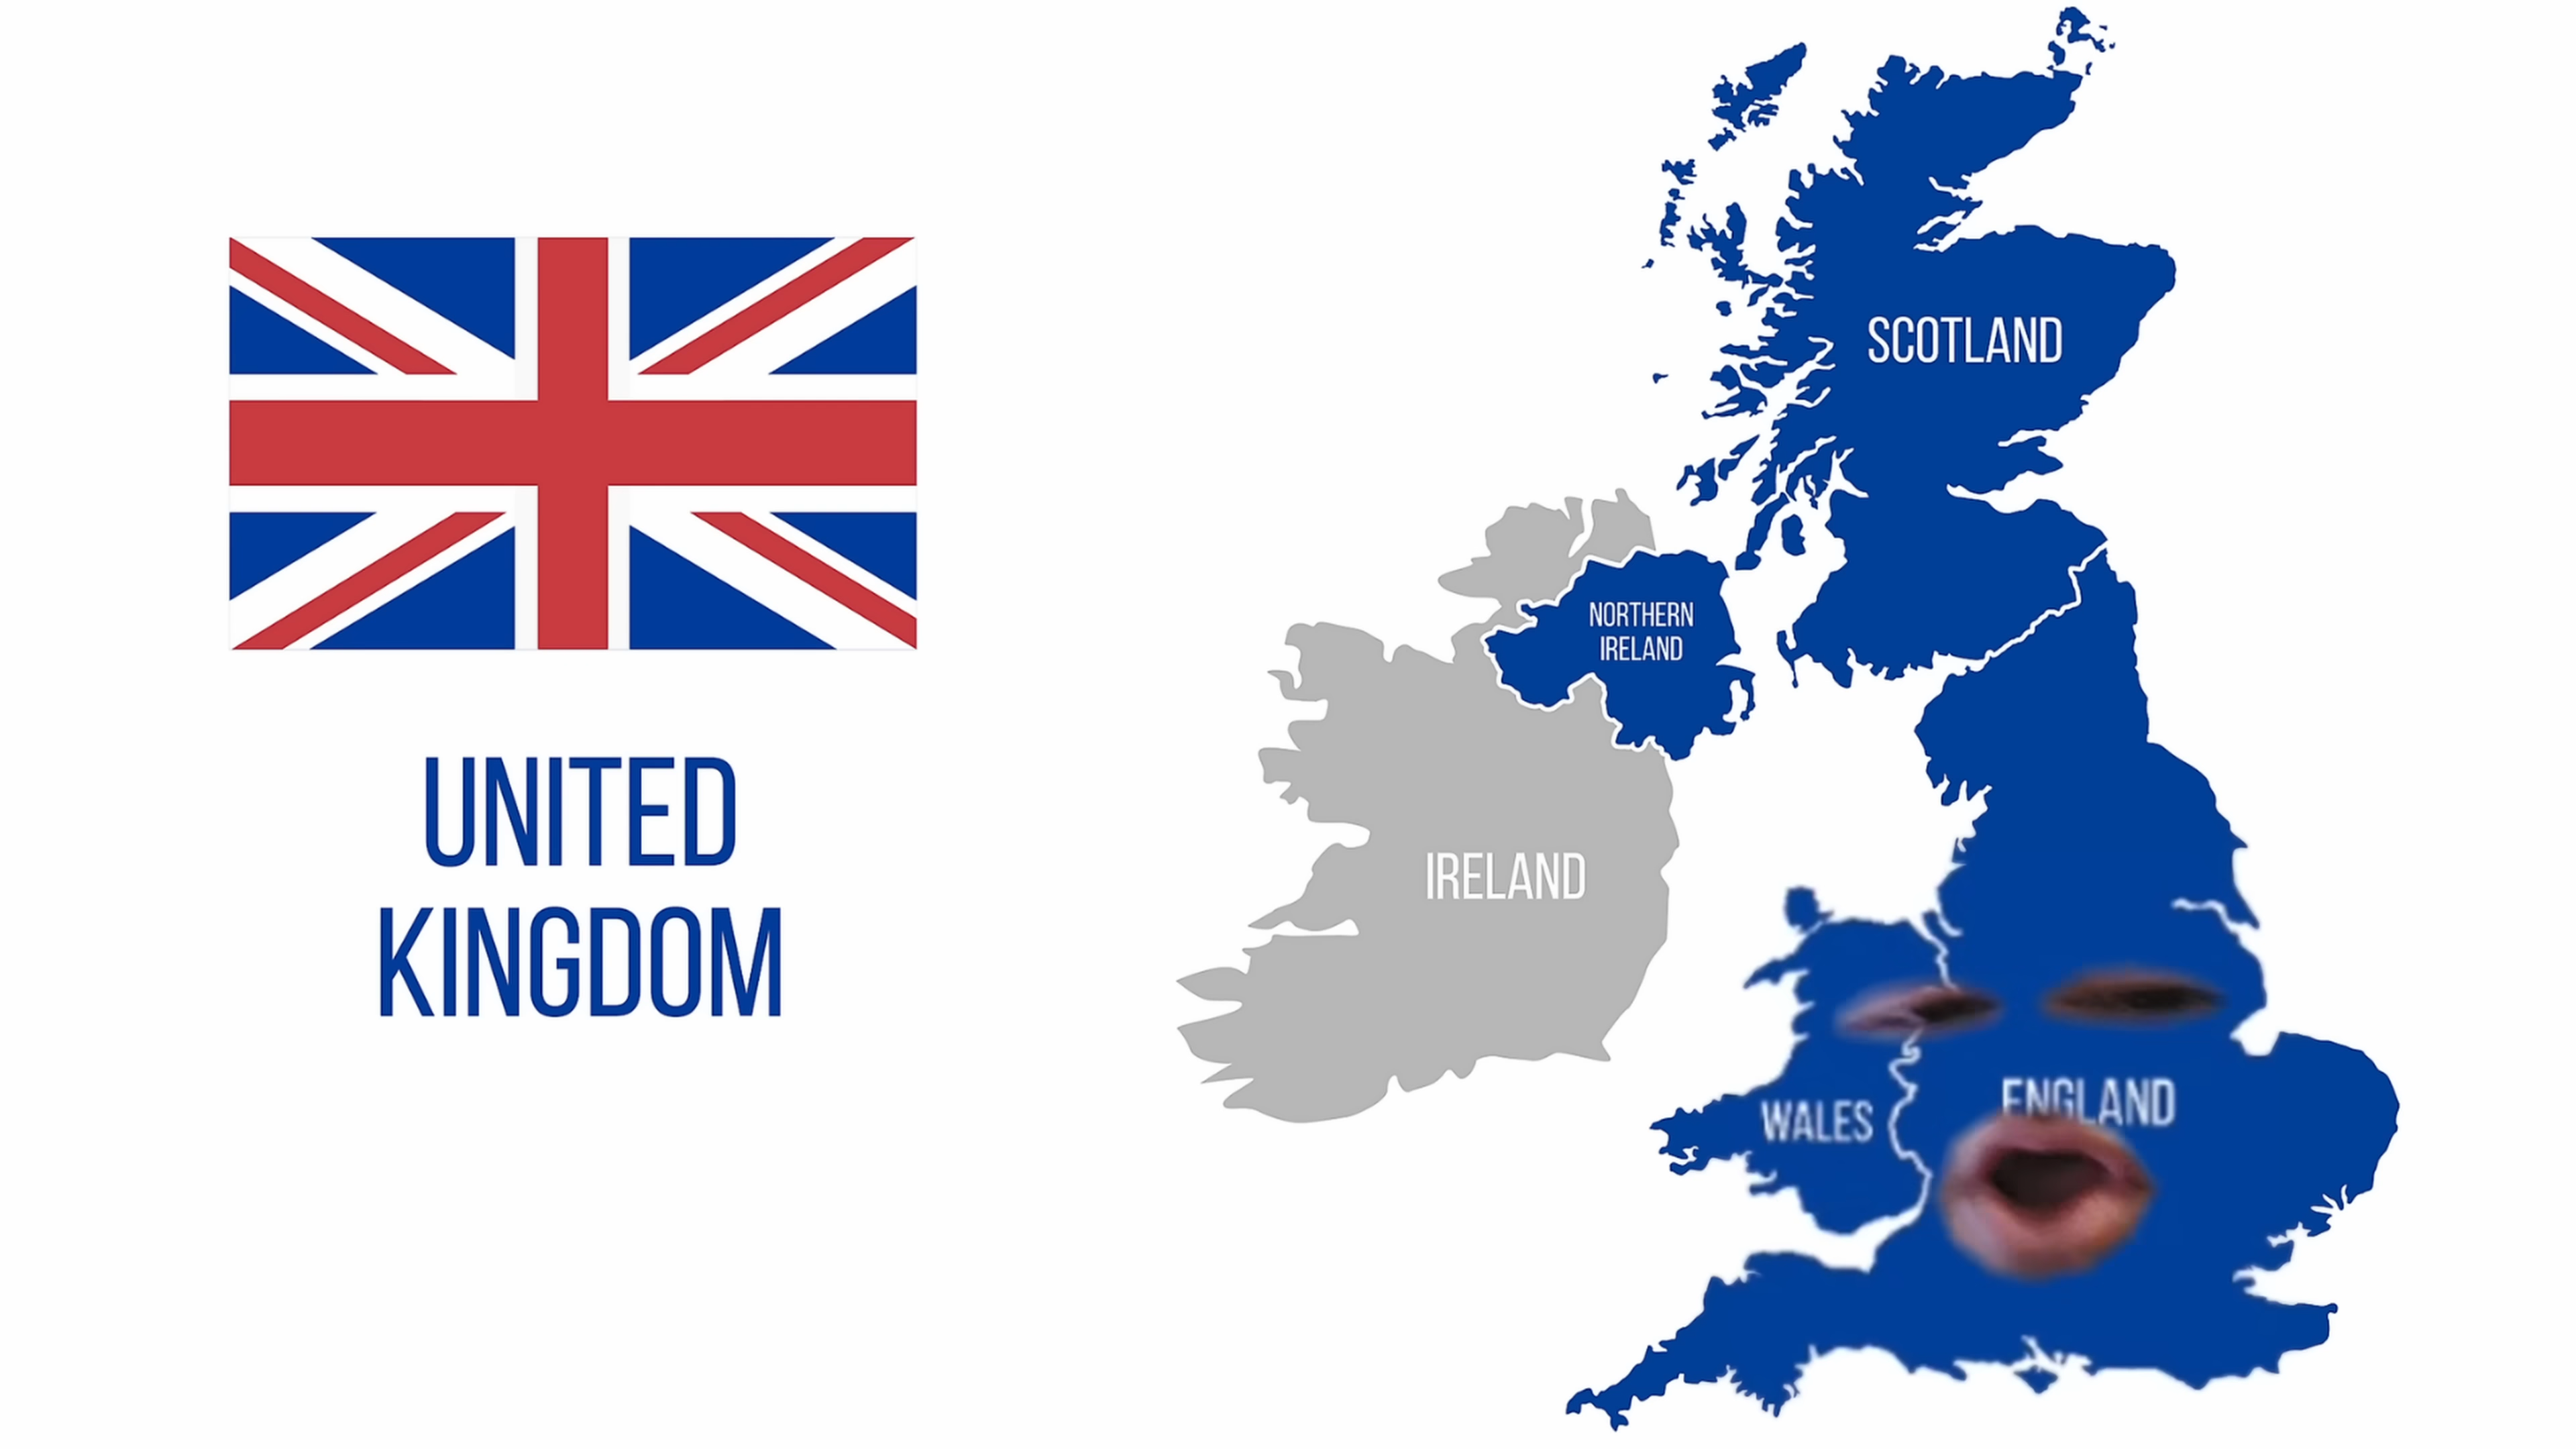 UNITED
KINGDOM
SCOTLAND
NORTHERN
IRELAND
IRELAND
WALES
ENGLAND